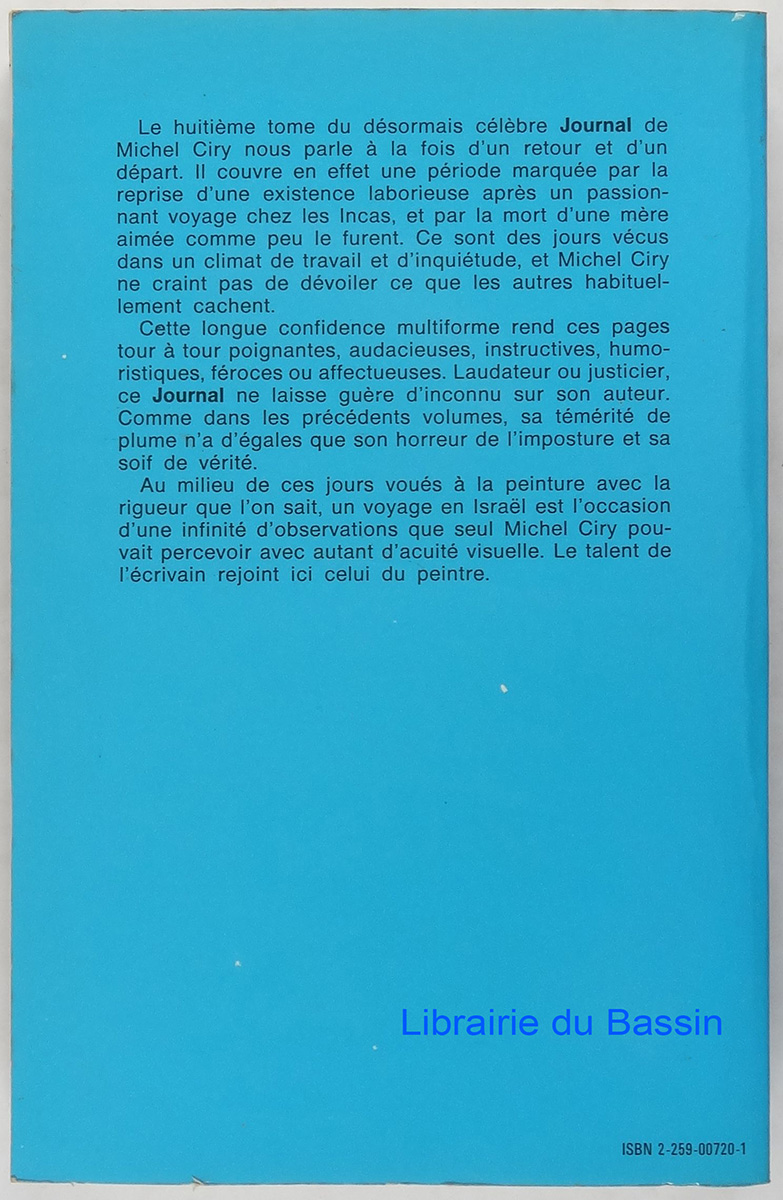 Le huitième tome du désormais célèbre Journal de
Michel Ciry nous parle à la fois d'un retour et d'un
départ. Il couvre en effet une période marquée par la
reprise d'une existence laborieuse après un passion-
nant voyage chez les Incas, et par la mort d'une mère
aimée comme peu le furent. Ce sont des jours vécus
dans un climat de travail et d'inquiétude, et Michel Ciry
ne craint pas de dévoiler ce que les autres habituel-
lement cachent.
Cette longue confidence multiforme rend ces pages
tour à tour poignantes, audacieuses, instructives, humo-
ristiques, féroces ou affectueuses. Laudateur ou justicier,
ce Journal ne laisse guère d'inconnu sur son auteur.
Comme dans les précédents volumes, sa témérité de
plume n'a d'égales que son horreur de l'imposture et sa
soif de vérité.
Au milieu de ces jours voués à la peinture avec la
rigueur que l'on sait, un voyage en Israël est l'occasion
d'une infinité d'observations que seul Michel Ciry pou-
vait percevoir avec autant d'acuité visuelle. Le talent de
l'écrivain rejoint ici celui du peintre.
Librairie du Bassin
ISBN 2-259-00720-1